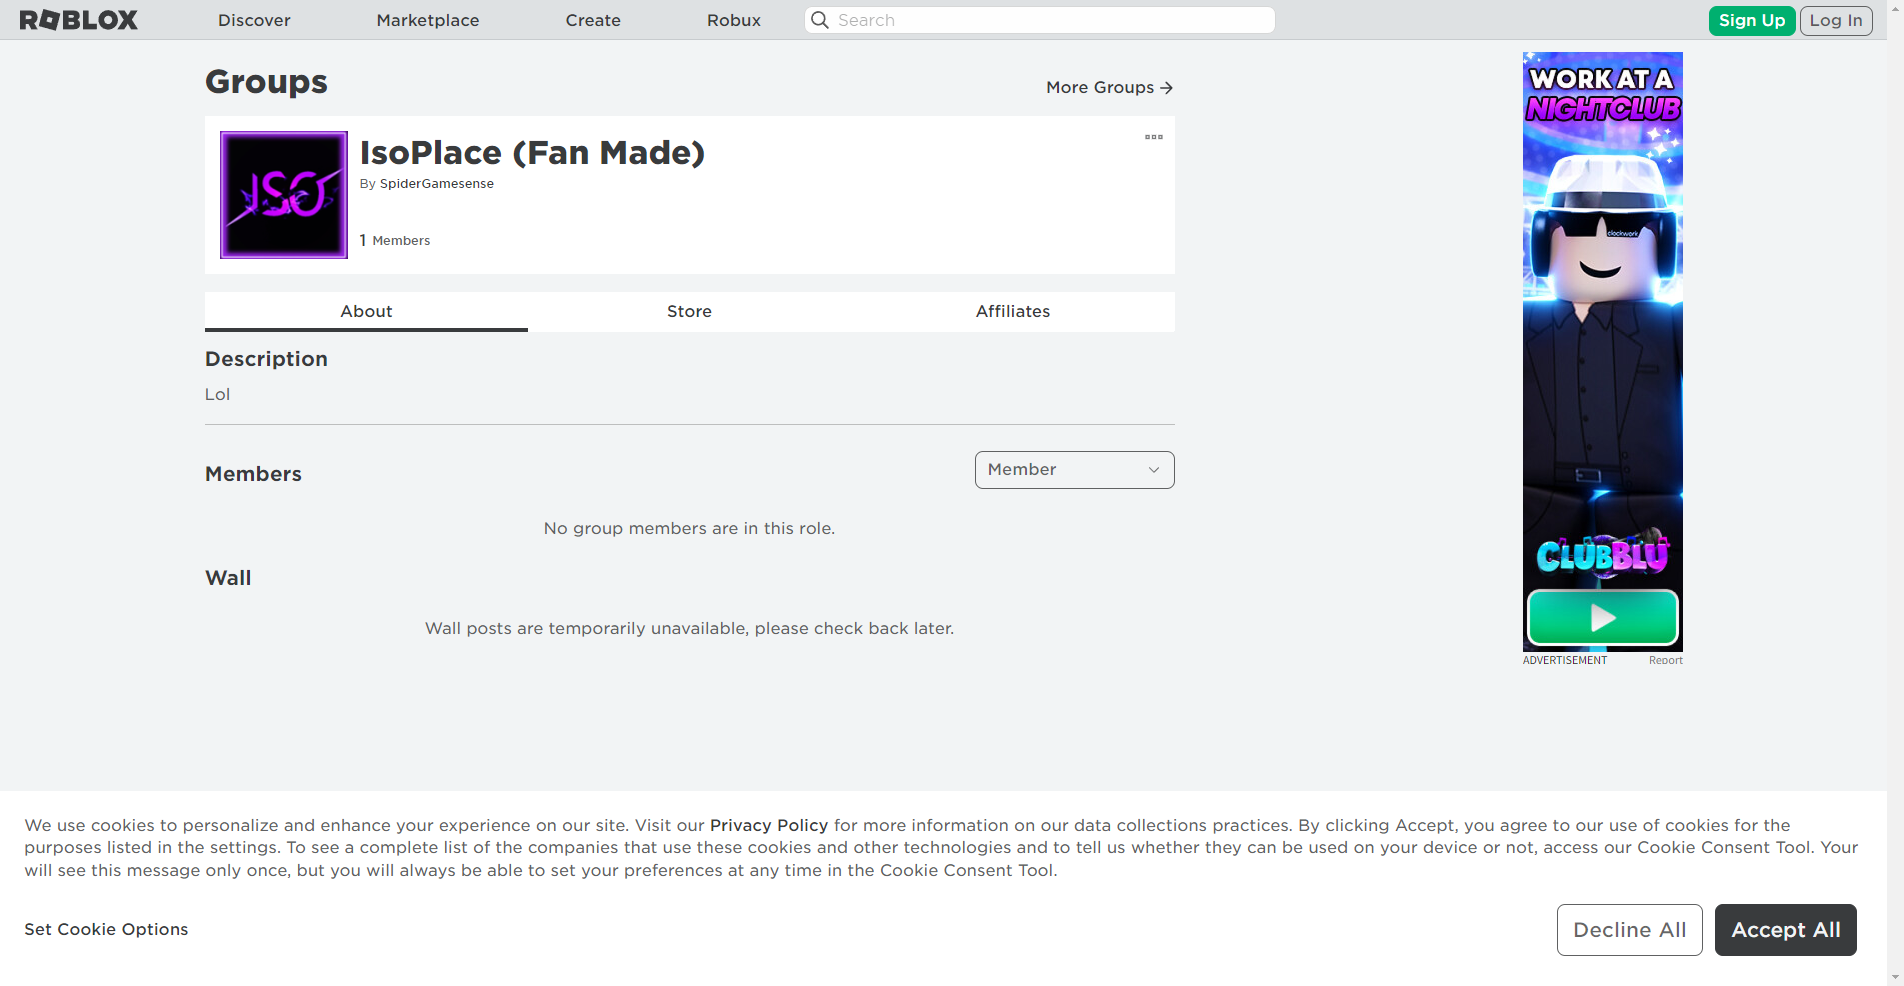 ROBLOX
Discover
Marketplace
Create
Robux
Search
Sign Up
Log In
Groups
More Groups
ISO
IsoPlace (Fan Made)
By SpiderGamesense
1 Members
About
Store
Affiliates
Description
Lol
Members
Member
No group members are in this role.
Wall
Wall posts are temporarily unavailable, please check back later.
WORK AT A
NIGHTCLUB
clockwork
CLUB BLU
ADVERTISEMENT
Report
We use cookies to personalize and enhance your experience on our site. Visit our Privacy Policy for more information on our data collections practices. By clicking Accept, you agree to our use of cookies for the
purposes listed in the settings. To see a complete list of the companies that use these cookies and other technologies and to tell us whether they can be used on your device or not, access our Cookie Consent Tool. Your
will see this message only once, but you will always be able to set your preferences at any time in the Cookie Consent Tool.
Set Cookie Options
Decline All
Accept All